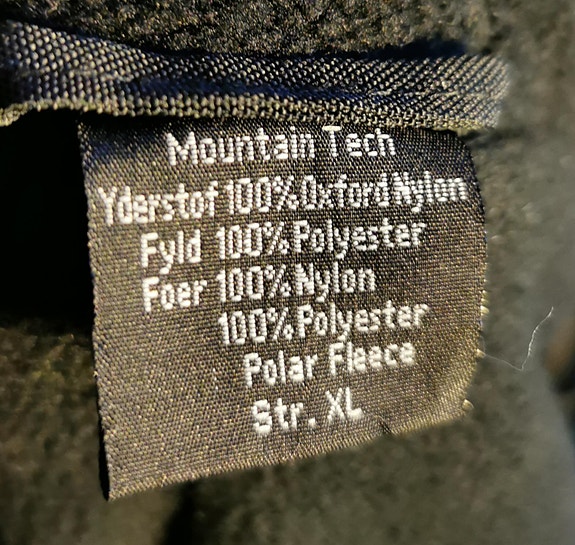 Mountain Tech
Yderstof 100% Oxford Nylon
Fyld 100% Polyester
Foer 100% Nylon
100% Polyester
Polar Fleece
Str. XL